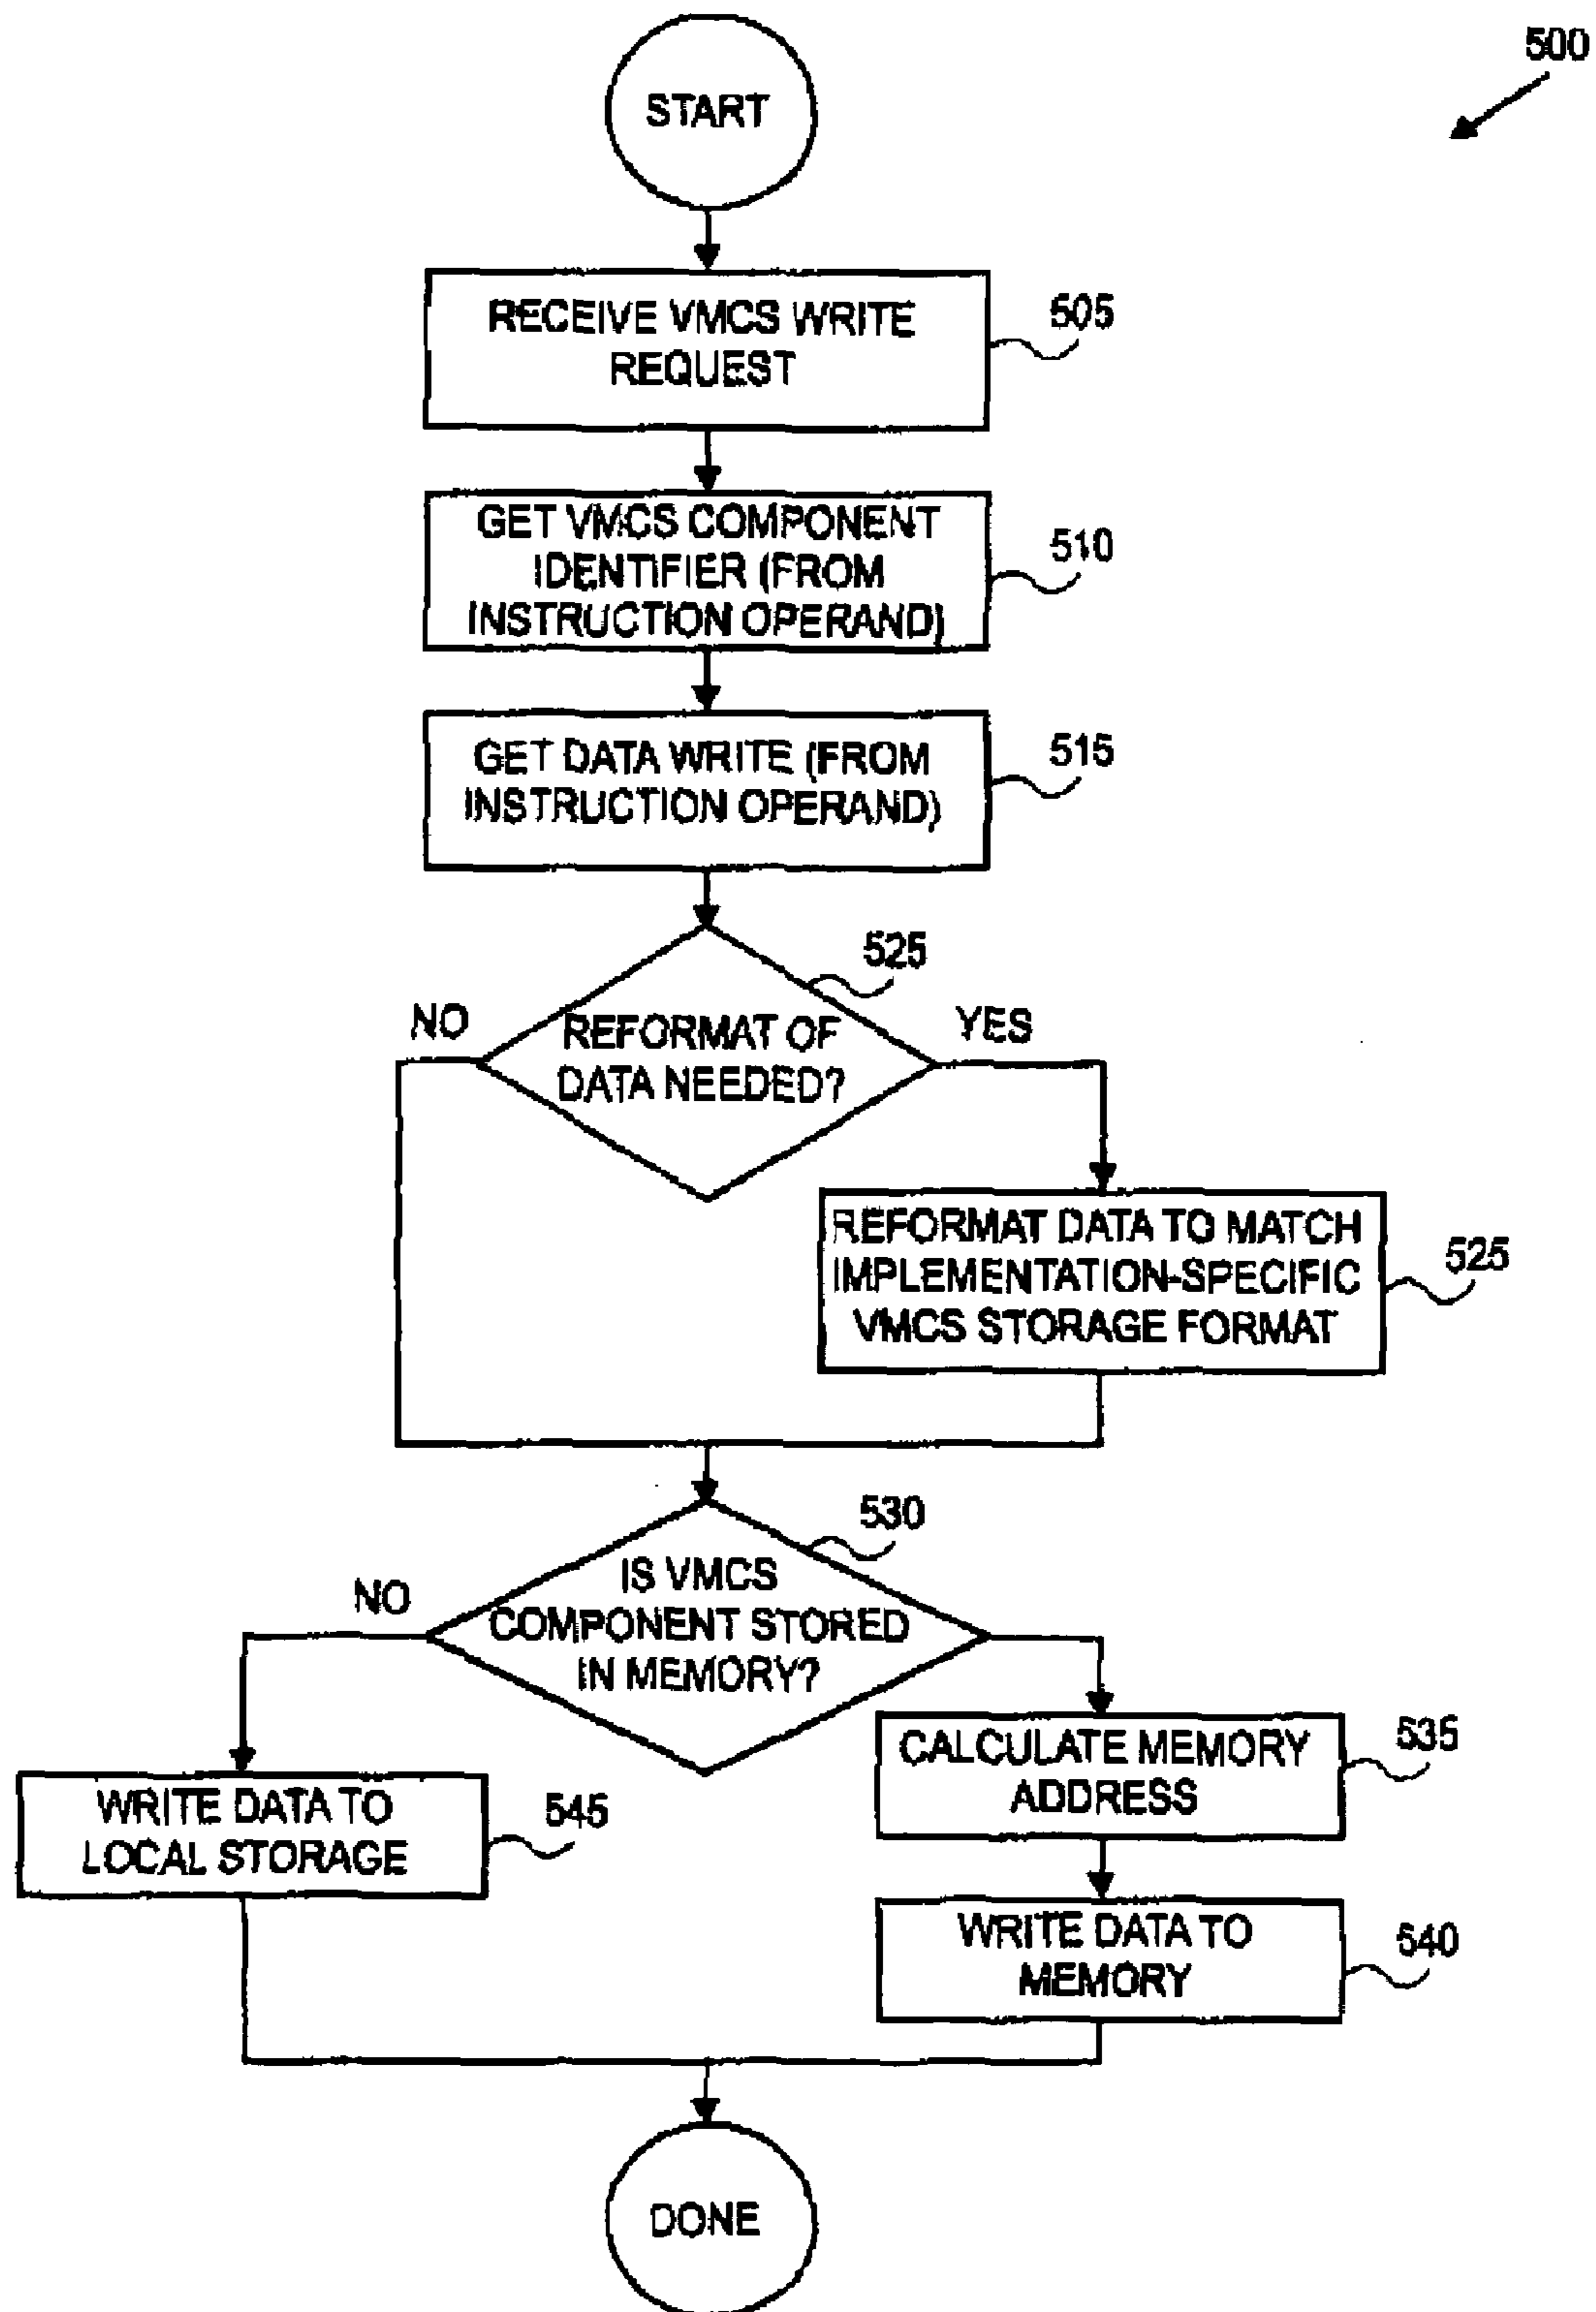 500
START
RECEIVE VMCS WRITE
REQUEST
505
GET VMCS COMPONENT
IDENTIFIER (FROM
INSTRUCTION OPERAND)
510
GET DATA WRITE (FROM
INSTRUCTION OPERAND)
515
525
NO
REFORMAT OF
DATA NEEDED?
YES
REFORMAT DATA TO MATCH
IMPLEMENTATION-SPECIFIC
VMCS STORAGE FORMAT
525
530
NO
IS VMCS
COMPONENT STORED
IN MEMORY?
CALCULATE MEMORY
ADDRESS
535
WRITE DATA TO
LOCAL STORAGE
545
WRITE DATA TO
MEMORY
540
DONE